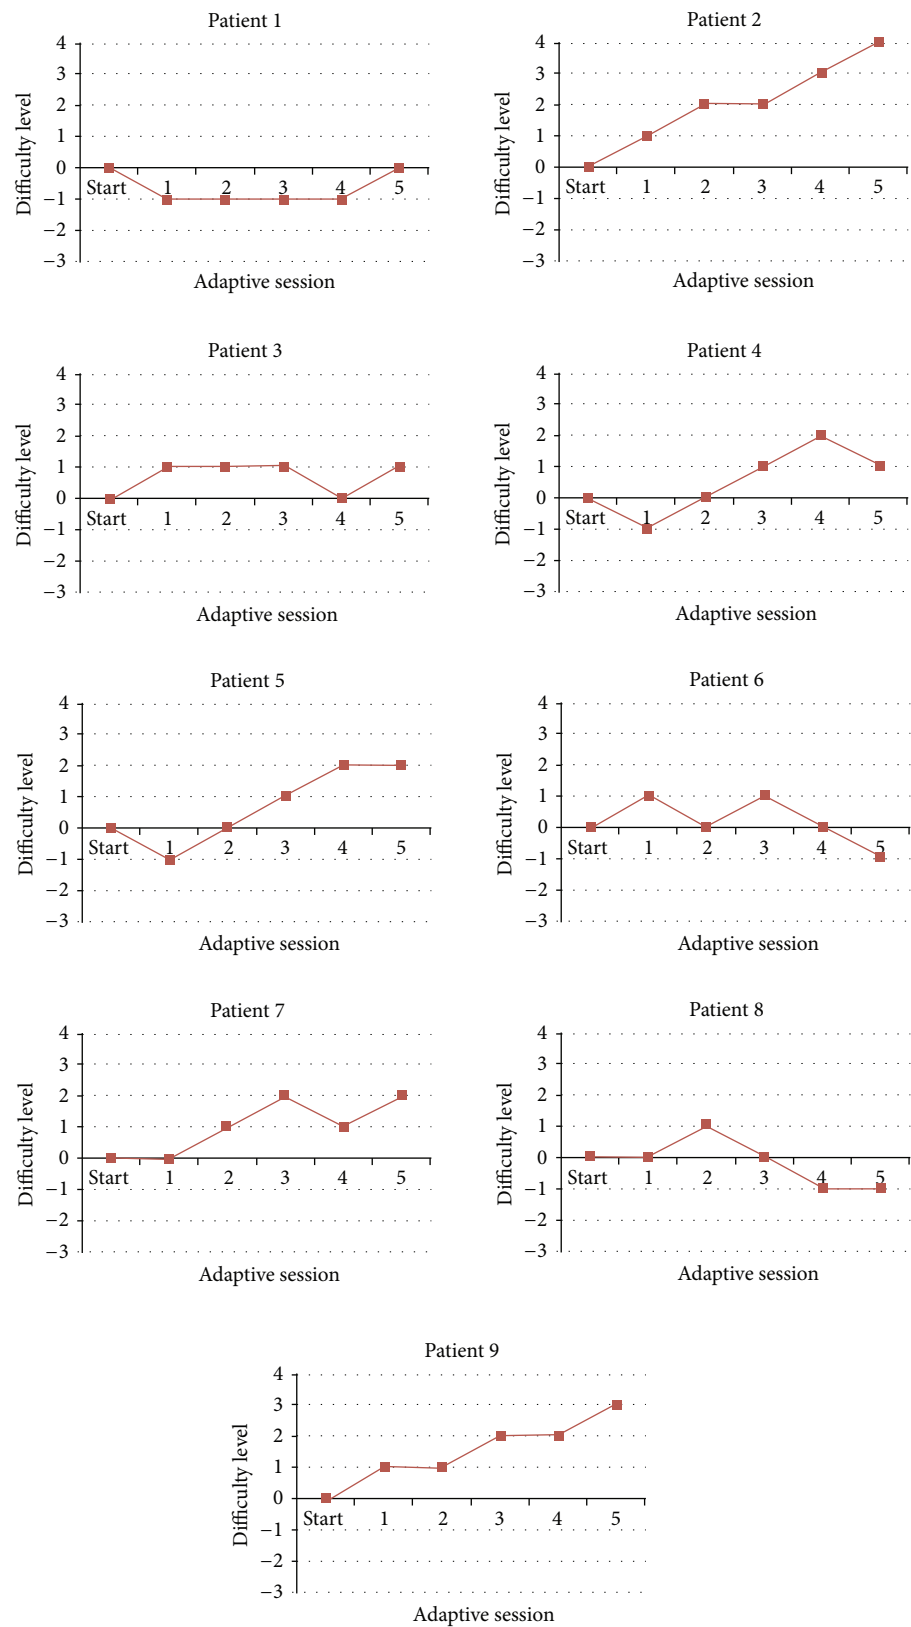 Patient 1
4
3
2
1
0
−1
−2
−3
Difficulty level
Start 1 2 3 4 5
Adaptive session
Patient 2
4
3
2
1
0
−1
−2
−3
Difficulty level
Start 1 2 3 4 5
Adaptive session
Patient 3
4
3
2
1
0
−1
−2
−3
Difficulty level
Start 1 2 3 4 5
Adaptive session
Patient 4
4
3
2
1
0
−1
−2
−3
Difficulty level
Start 1 2 3 4 5
Adaptive session
Patient 5
4
3
2
1
0
−1
−2
−3
Difficulty level
Start 1 2 3 4 5
Adaptive session
Patient 6
4
3
2
1
0
−1
−2
−3
Difficulty level
Start 1 2 3 4 5
Adaptive session
Patient 7
4
3
2
1
0
−1
−2
−3
Difficulty level
Start 1 2 3 4 5
Adaptive session
Patient 8
4
3
2
1
0
−1
−2
−3
Difficulty level
Start 1 2 3 4 5
Adaptive session
Patient 9
4
3
2
1
0
−1
−2
−3
Difficulty level
Start 1 2 3 4 5
Adaptive session